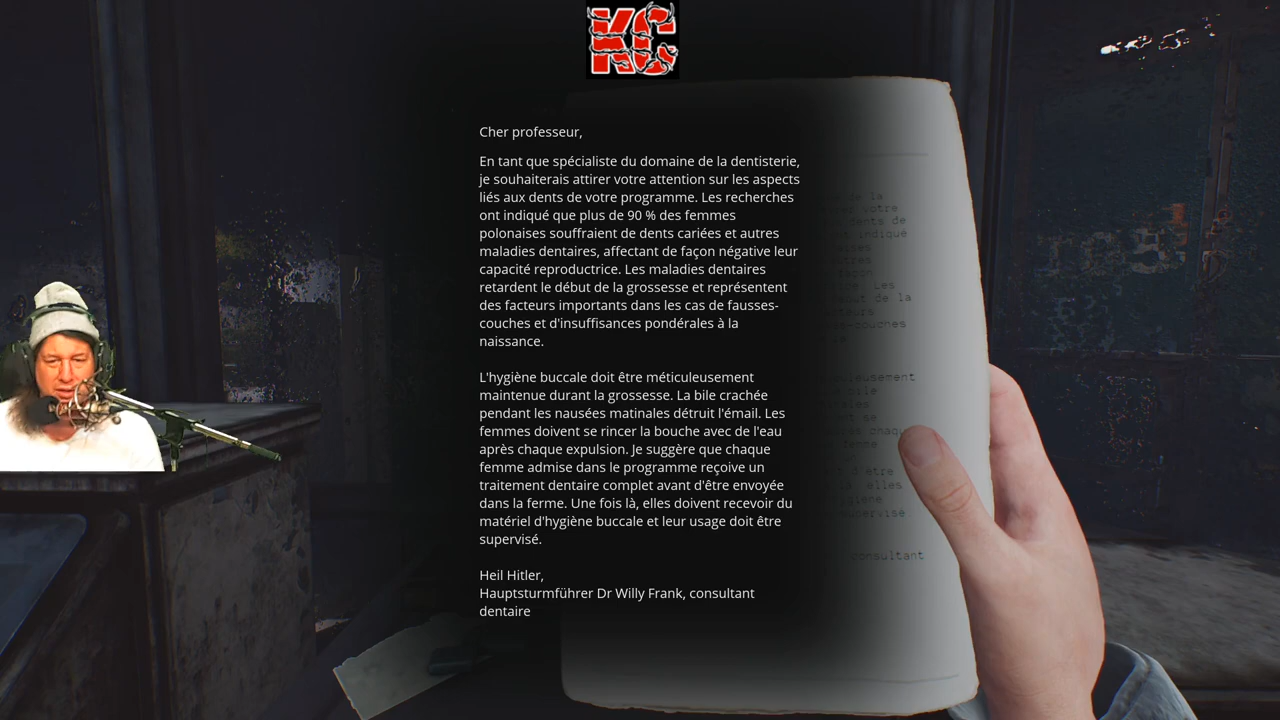 KC
Cher professeur,
En tant que spécialiste du domaine de la dentisterie,
je souhaiterais attirer votre attention sur les aspects
liés aux dents de votre programme. Les recherches
ont indiqué que plus de 90 % des femmes
polonaises souffraient de dents cariées et autres
maladies dentaires, affectant de façon négative leur
capacité reproductrice. Les maladies dentaires
retardent le début de la grossesse et représentent
des facteurs importants dans les cas de fausses-
couches et d'insuffisances pondérales à la
naissance.
L'hygiène buccale doit être méticuleusement
maintenue durant la grossesse. La bile crachée
pendant les nausées matinales détruit l'émail. Les
femmes doivent se rincer la bouche avec de l'eau
après chaque expulsion. Je suggère que chaque
femme admise dans le programme reçoive un
traitement dentaire complet avant d'être envoyée
dans la ferme. Une fois là, elles doivent recevoir du
matériel d'hygiène buccale et leur usage doit être
supervisé.
Heil Hitler,
Hauptsturmführer Dr Willy Frank, consultant
dentaire